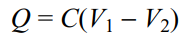 Q = C(V₁ − V₂)